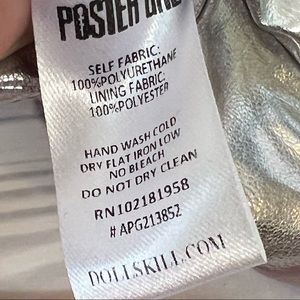 POSTER GRL
SELF FABRIC:
100%POLYURETHANE
LINING FABRIC:
100%POLYESTER
HAND WASH COLD
DRY FLAT IRON LOW
NO BLEACH
DO NOT DRY CLEAN
RN102181958
# APG213852
DOLLSKILL.COM